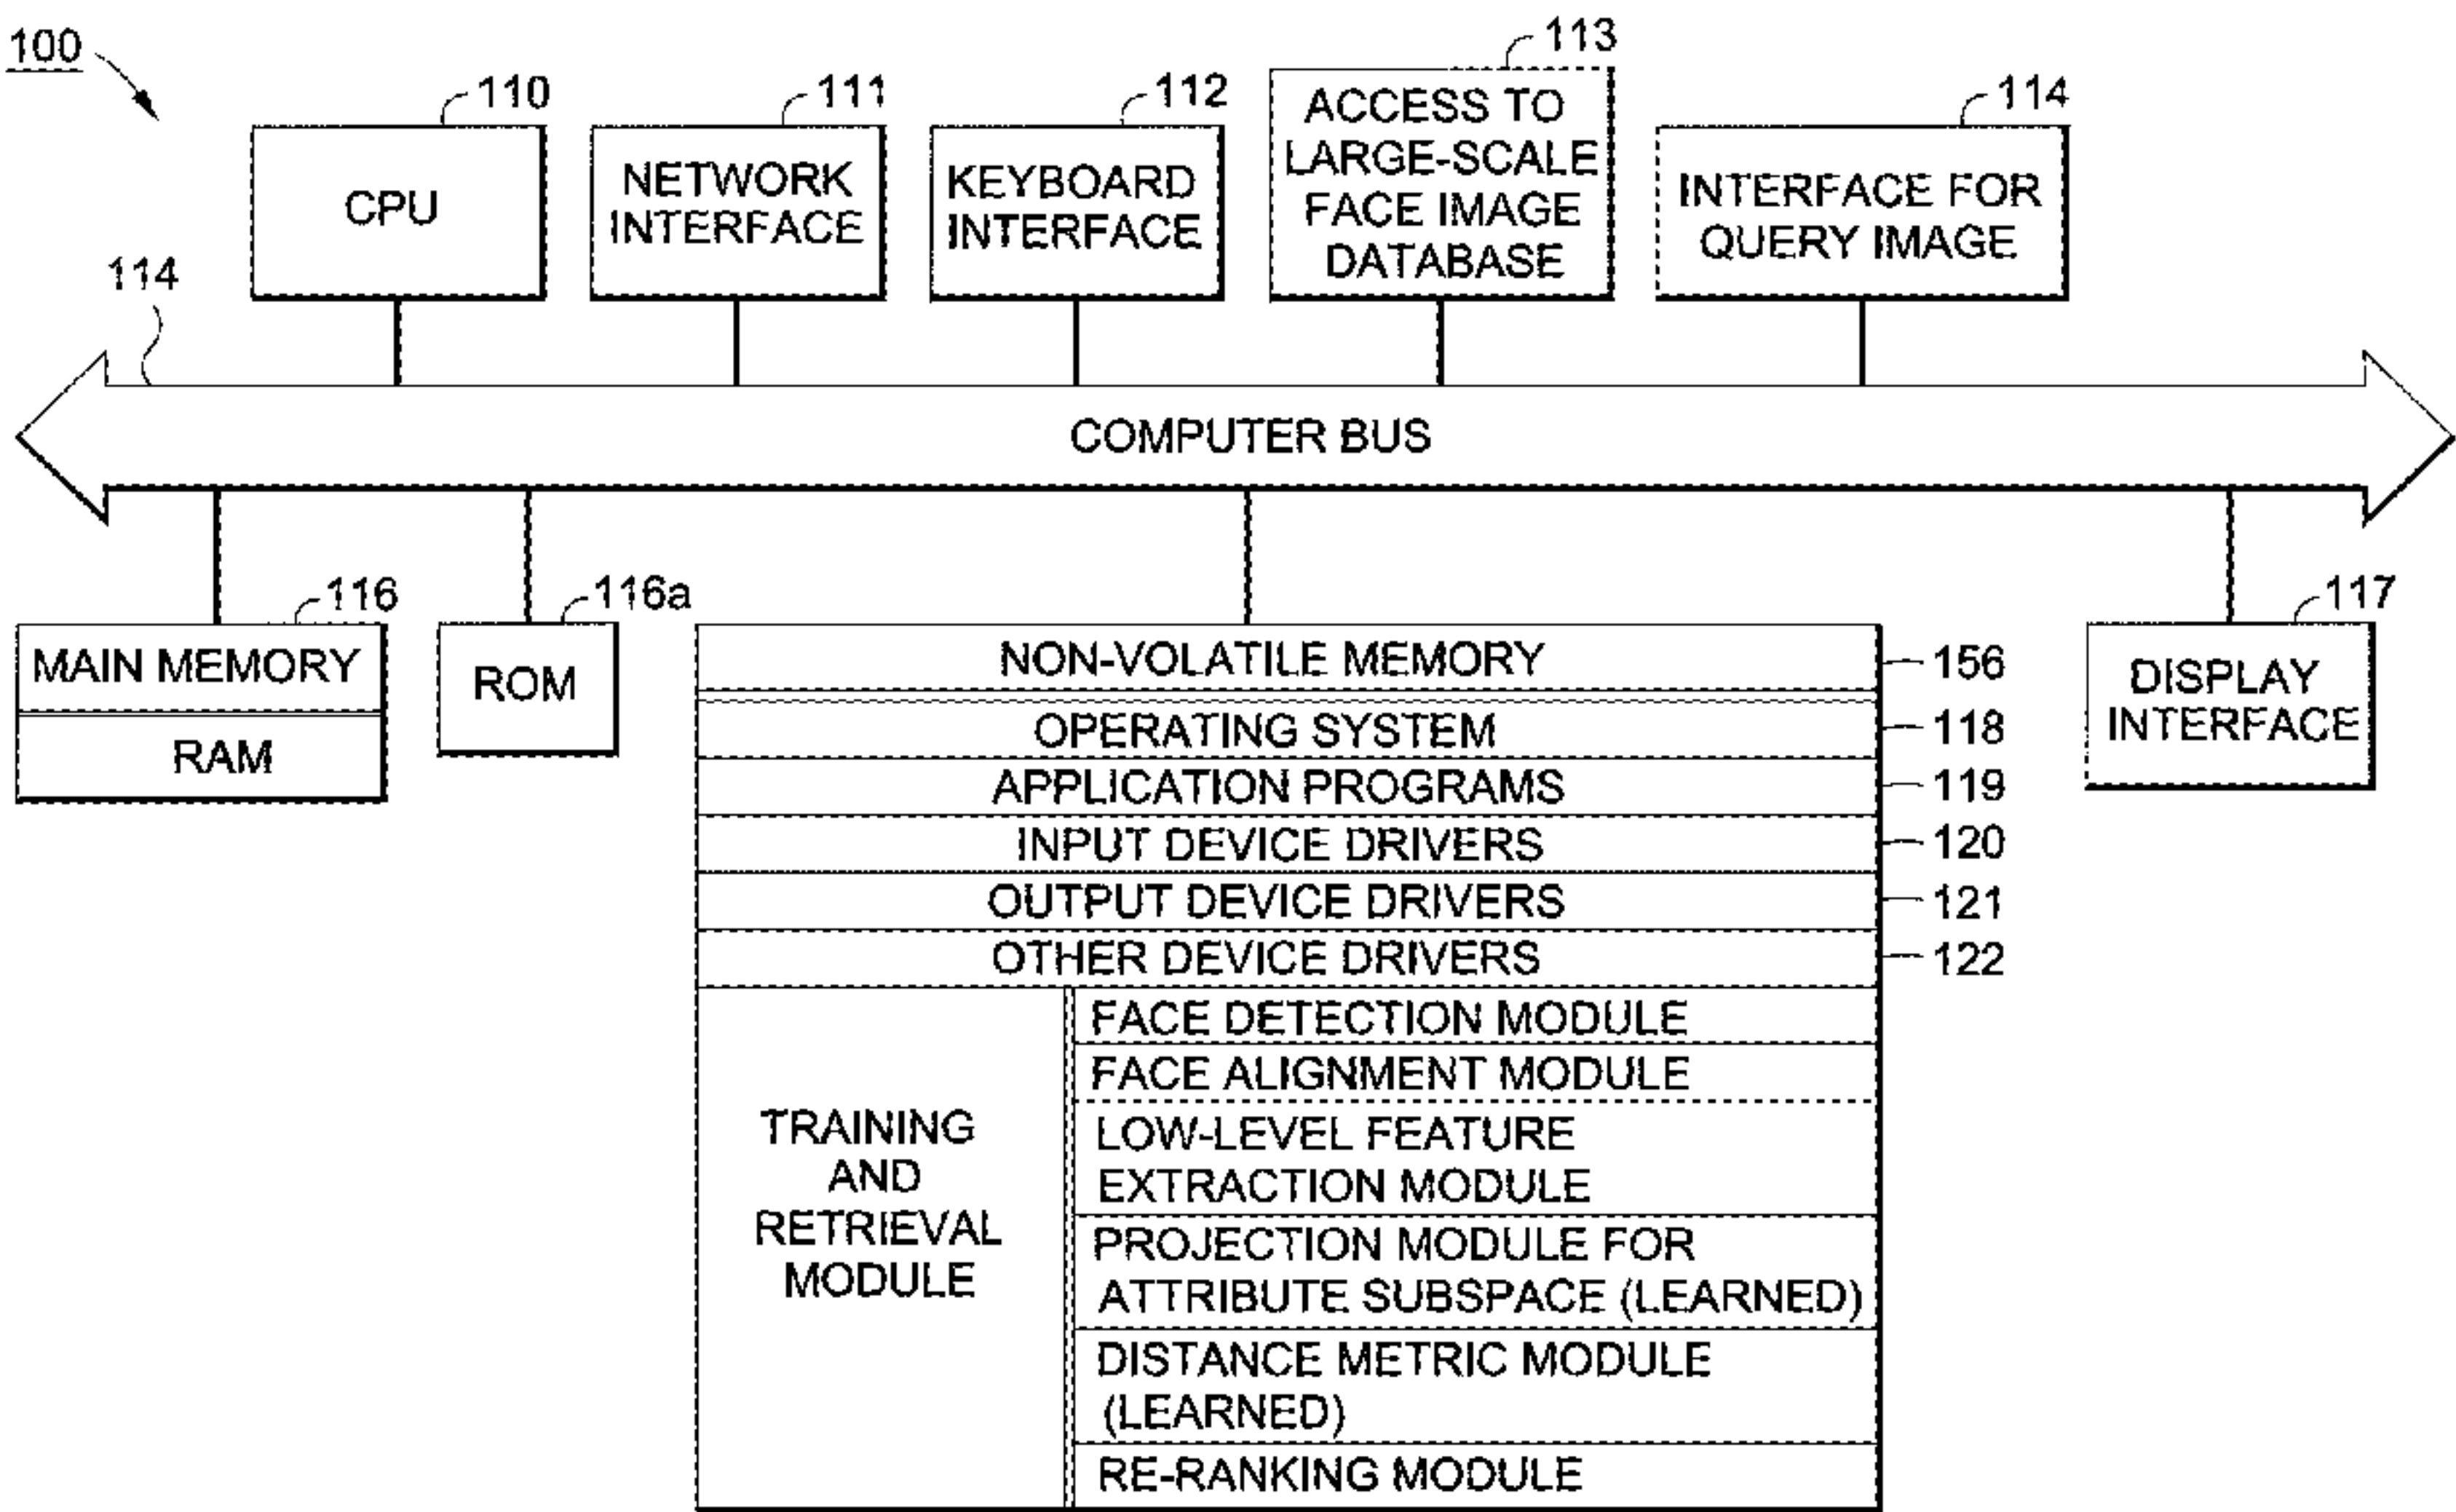 100
110
111
112
113
114
CPU
NETWORK
INTERFACE
KEYBOARD
INTERFACE
ACCESS TO
LARGE-SCALE
FACE IMAGE
DATABASE
INTERFACE FOR
QUERY IMAGE
114
COMPUTER BUS
116
116a
117
MAIN MEMORY
RAM
ROM
NON-VOLATILE MEMORY
156
OPERATING SYSTEM
118
APPLICATION PROGRAMS
119
INPUT DEVICE DRIVERS
120
OUTPUT DEVICE DRIVERS
121
OTHER DEVICE DRIVERS
122
DISPLAY
INTERFACE
TRAINING
AND
RETRIEVAL
MODULE
FACE DETECTION MODULE
FACE ALIGNMENT MODULE
LOW-LEVEL FEATURE
EXTRACTION MODULE
PROJECTION MODULE FOR
ATTRIBUTE SUBSPACE (LEARNED)
DISTANCE METRIC MODULE
(LEARNED)
RE-RANKING MODULE